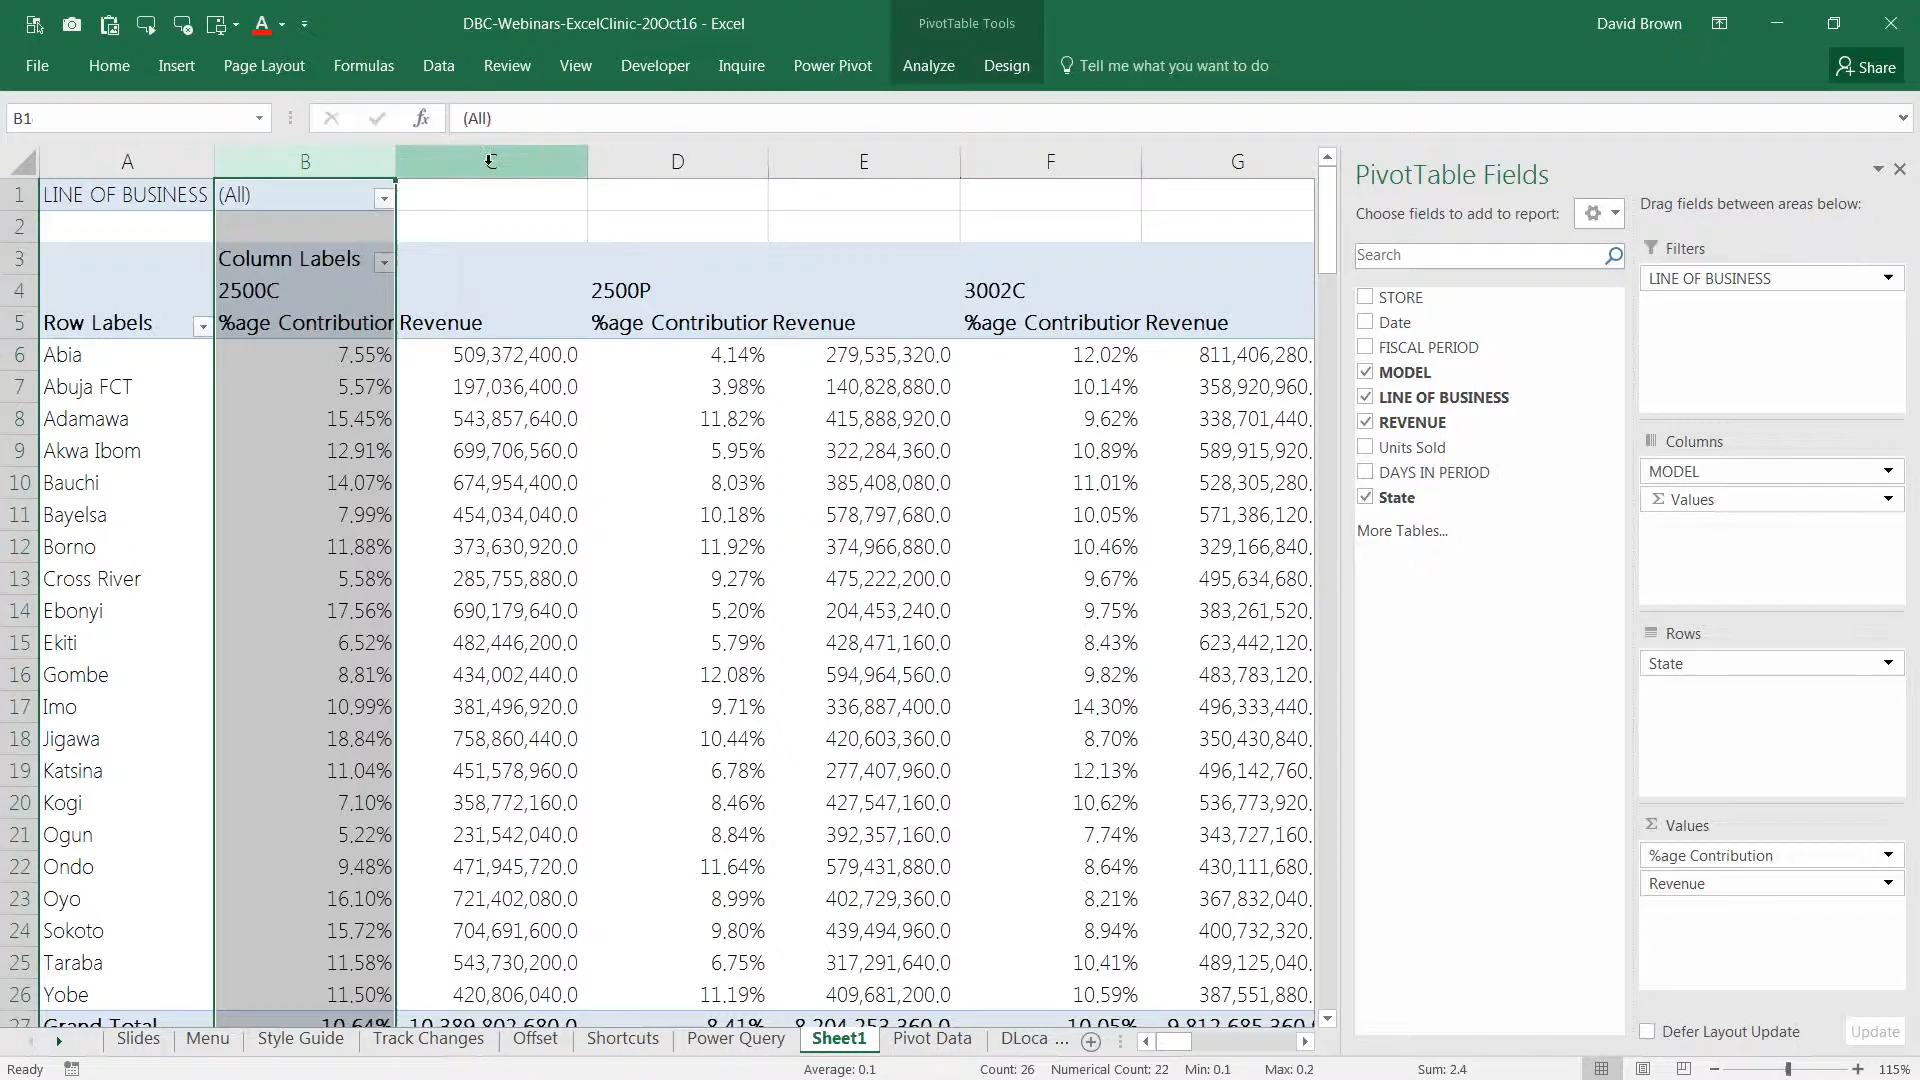 DBC-Webinars-ExcelClinic-20Oct16 - Excel
PivotTable Tools
David Brown
File Home Insert Page Layout Formulas Data Review View Developer Inquire Power Pivot Analyze Design Tell me what you want to do Share
B1 fx (All)
A B C D E F G
1 LINE OF BUSINESS (All)
2
3 Column Labels
4 2500C 2500P 3002C
5 Row Labels %age Contribution Revenue %age Contribution Revenue %age Contribution Revenue
6 Abia 7.55% 509,372,400.0 4.14% 279,535,320.0 12.02% 811,406,280.
7 Abuja FCT 5.57% 197,036,400.0 3.98% 140,828,880.0 10.14% 358,920,960.
8 Adamawa 15.45% 543,857,640.0 11.82% 415,888,920.0 9.62% 338,701,440.
9 Akwa Ibom 12.91% 699,706,560.0 5.95% 322,284,360.0 10.89% 589,915,920.
10 Bauchi 14.07% 674,954,400.0 8.03% 385,408,080.0 11.01% 528,305,280.
11 Bayelsa 7.99% 454,034,040.0 10.18% 578,797,680.0 10.05% 571,386,120.
12 Borno 11.88% 373,630,920.0 11.92% 374,966,880.0 10.46% 329,166,840.
13 Cross River 5.58% 285,755,880.0 9.27% 475,222,200.0 9.67% 495,634,680.
14 Ebonyi 17.56% 690,179,640.0 5.20% 204,453,240.0 9.75% 383,261,520.
15 Ekiti 6.52% 482,446,200.0 5.79% 428,471,160.0 8.43% 623,442,120.
16 Gombe 8.81% 434,002,440.0 12.08% 594,964,560.0 9.82% 483,783,120.
17 Imo 10.99% 381,496,920.0 9.71% 336,887,400.0 14.30% 496,333,440.
18 Jigawa 18.84% 758,860,440.0 10.44% 420,603,360.0 8.70% 350,430,840.
19 Katsina 11.04% 451,578,960.0 6.78% 277,407,960.0 12.13% 496,142,760.
20 Kogi 7.10% 358,772,160.0 8.46% 427,547,160.0 10.62% 536,773,920.
21 Ogun 5.22% 231,542,040.0 8.84% 392,357,160.0 7.74% 343,727,160.
22 Ondo 9.48% 471,945,720.0 11.64% 579,431,880.0 8.64% 430,111,680.
23 Oyo 16.10% 721,402,080.0 8.99% 402,729,360.0 8.21% 367,832,040.
24 Sokoto 15.72% 704,691,600.0 9.80% 439,494,960.0 8.94% 400,732,320.
25 Taraba 11.58% 543,730,200.0 6.75% 317,291,640.0 10.41% 489,125,040.
26 Yobe 11.50% 420,806,040.0 11.19% 409,681,200.0 10.59% 387,551,880.
27 Grand Total 10.64% 10,389,802,680.0 8.41% 8,204,253,360.0 10.05% 9,812,685,360.
PivotTable Fields
Choose fields to add to report:
Search
STORE
Date
FISCAL PERIOD
MODEL
LINE OF BUSINESS
REVENUE
Units Sold
DAYS IN PERIOD
State
More Tables...
Drag fields between areas below:
Filters
LINE OF BUSINESS
Columns
MODEL
Σ Values
Rows
State
Σ Values
%age Contribution
Revenue
Defer Layout Update Update
Slides Menu Style Guide Track Changes Offset Shortcuts Power Query Sheet1 Pivot Data DLoca ...
Ready Average: 0.1 Count: 26 Numerical Count: 22 Min: 0.1 Max: 0.2 Sum: 2.4 115%